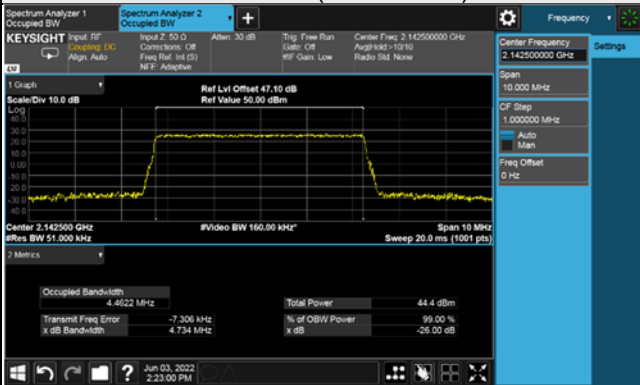 Spectrum Analyzer 1
Occupied BW
Spectrum Analyzer 2
Occupied BW
Frequency
KEYSIGHT
Input: RF
Coupling: DC
Align: Auto
Input Z: 50 Ω
Corrections: Off
Freq Ref: Int (S)
NFE: Adaptive
Atten: 30 dB
Trig: Free Run
Gate: Off
#IF Gain: Low
Center Freq: 2.142500000 GHz
Avg|Hold:>10/10
Radio Std: None
Center Frequency
2.142500000 GHz
Settings
Span
10.000 MHz
CF Step
1.000000 MHz
Auto
Man
Freq Offset
0 Hz
1 Graph
Scale/Div 10.0 dB
Ref Lvl Offset 47.10 dB
Ref Value 50.00 dBm
Log
40.0
30.0
20.0
10.0
0.00
-10.0
-20.0
-30.0
-40.0
Center 2.142500 GHz
#Res BW 51.000 kHz
#Video BW 160.00 kHz*
Span 10 MHz
Sweep 20.0 ms (1001 pts)
2 Metrics
Occupied Bandwidth
4.4622 MHz
Total Power
44.4 dBm
Transmit Freq Error
-7.306 kHz
% of OBW Power
99.00 %
x dB Bandwidth
4.734 MHz
x dB
-26.00 dB
Jun 03, 2022
2:23:00 PM